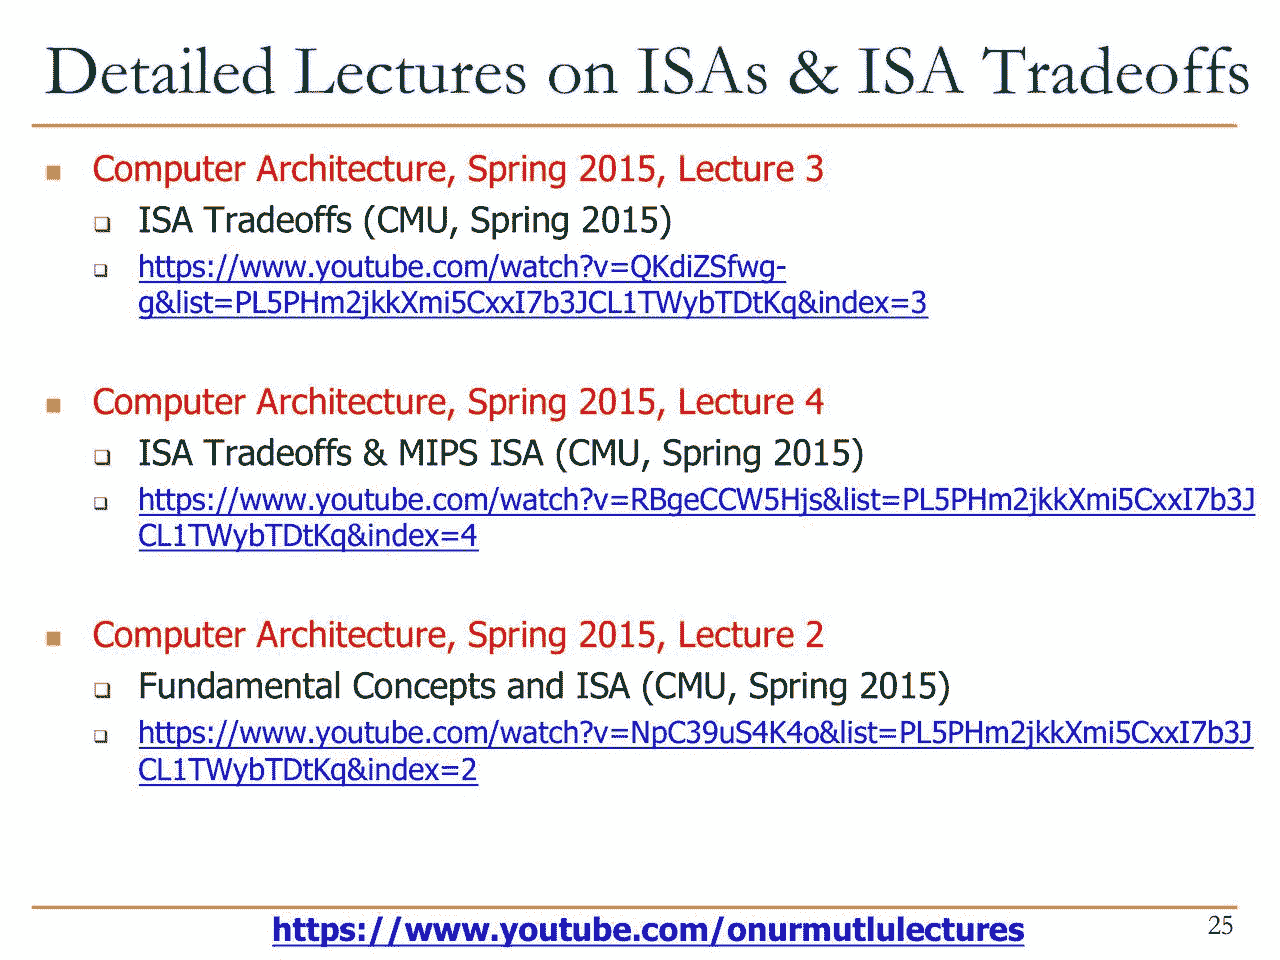 Detailed Lectures on ISAs & ISA Tradeoffs
Computer Architecture, Spring 2015, Lecture 3
ISA Tradeoffs (CMU, Spring 2015)
https://www.youtube.com/watch?v=QKdiZSfwg-
g&list=PL5PHm2jkkXmi5CxxI7b3JCL1TWybTDtKq&index=3
Computer Architecture, Spring 2015, Lecture 4
ISA Tradeoffs & MIPS ISA (CMU, Spring 2015)
https://www.youtube.com/watch?v=RBgeCCW5Hjs&list=PL5PHm2jkkXmi5CxxI7b3J
CL1TWybTDtKq&index=4
Computer Architecture, Spring 2015, Lecture 2
Fundamental Concepts and ISA (CMU, Spring 2015)
https://www.youtube.com/watch?v=NpC39uS4K4o&list=PL5PHm2jkkXmi5CxxI7b3J
CL1TWybTDtKq&index=2
https://www.youtube.com/onurmutlulectures
25